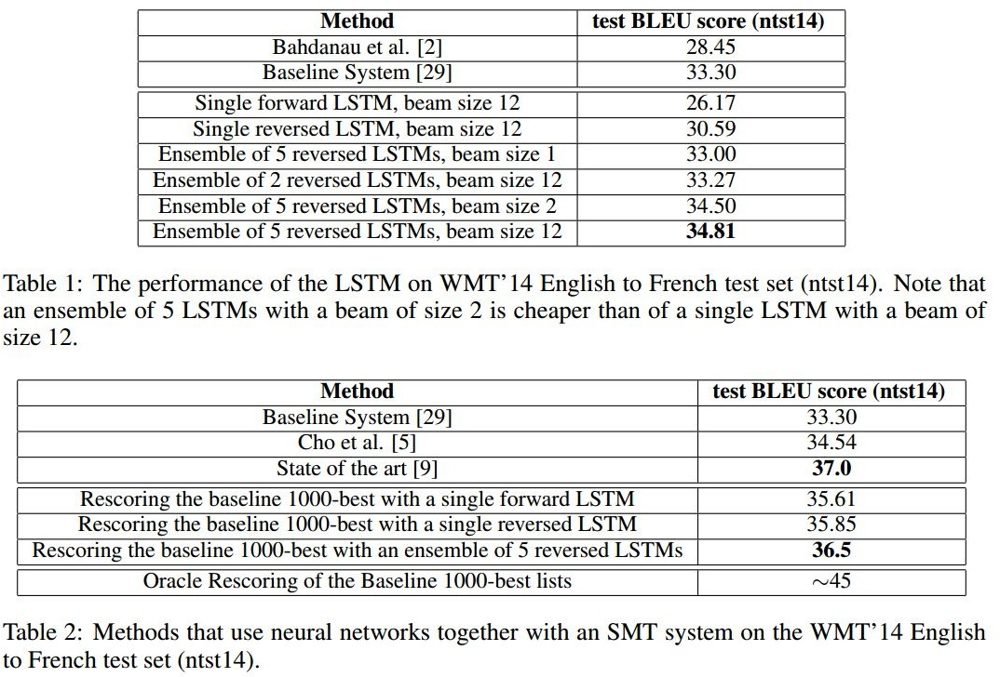 Method test BLEU score (ntst14)
Bahdanau et al. [2] 28.45
Baseline System [29] 33.30
Single forward LSTM, beam size 12 26.17
Single reversed LSTM, beam size 12 30.59
Ensemble of 5 reversed LSTMs, beam size 1 33.00
Ensemble of 2 reversed LSTMs, beam size 12 33.27
Ensemble of 5 reversed LSTMs, beam size 2 34.50
Ensemble of 5 reversed LSTMs, beam size 12 34.81
Table 1: The performance of the LSTM on WMT’14 English to French test set (ntst14). Note that
an ensemble of 5 LSTMs with a beam of size 2 is cheaper than of a single LSTM with a beam of
size 12.
Method test BLEU score (ntst14)
Baseline System [29] 33.30
Cho et al. [5] 34.54
State of the art [9] 37.0
Rescoring the baseline 1000-best with a single forward LSTM 35.61
Rescoring the baseline 1000-best with a single reversed LSTM 35.85
Rescoring the baseline 1000-best with an ensemble of 5 reversed LSTMs 36.5
Oracle Rescoring of the Baseline 1000-best lists ∼45
Table 2: Methods that use neural networks together with an SMT system on the WMT’14 English
to French test set (ntst14).